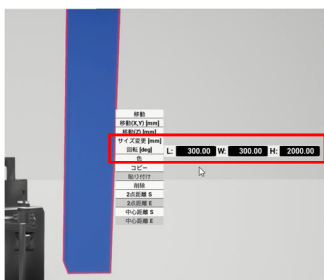 移動
移動(X,Y) [mm]
移動(Z) [mm]
サイズ変更 [mm]
回転 [deg]
L: 300.00 W: 300.00 H: 2000.00
色
コピー
貼り付け
削除
2点距離 S
2点距離 E
中心距離 S
中心距離 E